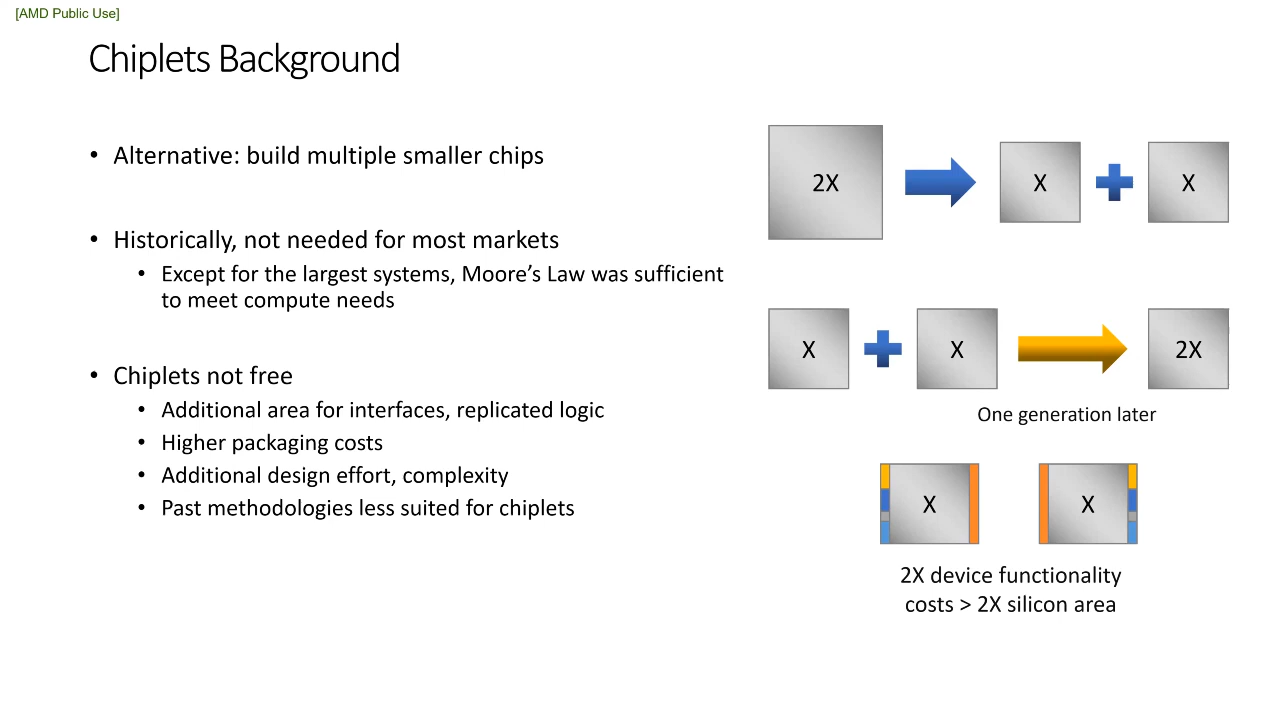 [AMD Public Use]
Chiplets Background
• Alternative: build multiple smaller chips
2X
X
X
• Historically, not needed for most markets
• Except for the largest systems, Moore’s Law was sufficient
to meet compute needs
X
X
2X
One generation later
• Chiplets not free
• Additional area for interfaces, replicated logic
• Higher packaging costs
• Additional design effort, complexity
• Past methodologies less suited for chiplets
X
X
2X device functionality
costs > 2X silicon area